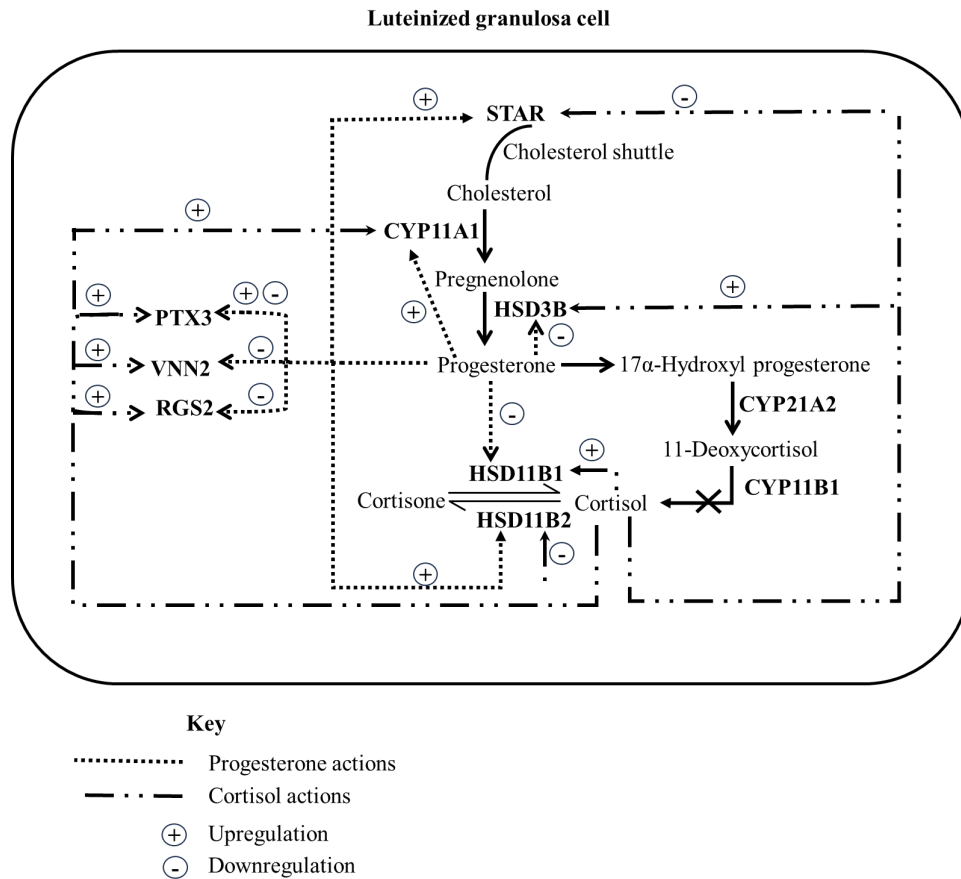 Luteinized granulosa cell
+
-
STAR
Cholesterol shuttle
Cholesterol
+
CYP11A1
Pregnenolone
+
+ -
+
+
HSD3B
-
PTX3
+
-
VNN2
Progesterone
17α-Hydroxyl progesterone
+
-
RGS2
CYP21A2
-
11-Deoxycortisol
+
HSD11B1
CYP11B1
Cortisone
Cortisol
HSD11B2
-
+
Key
Progesterone actions
Cortisol actions
+ Upregulation
- Downregulation